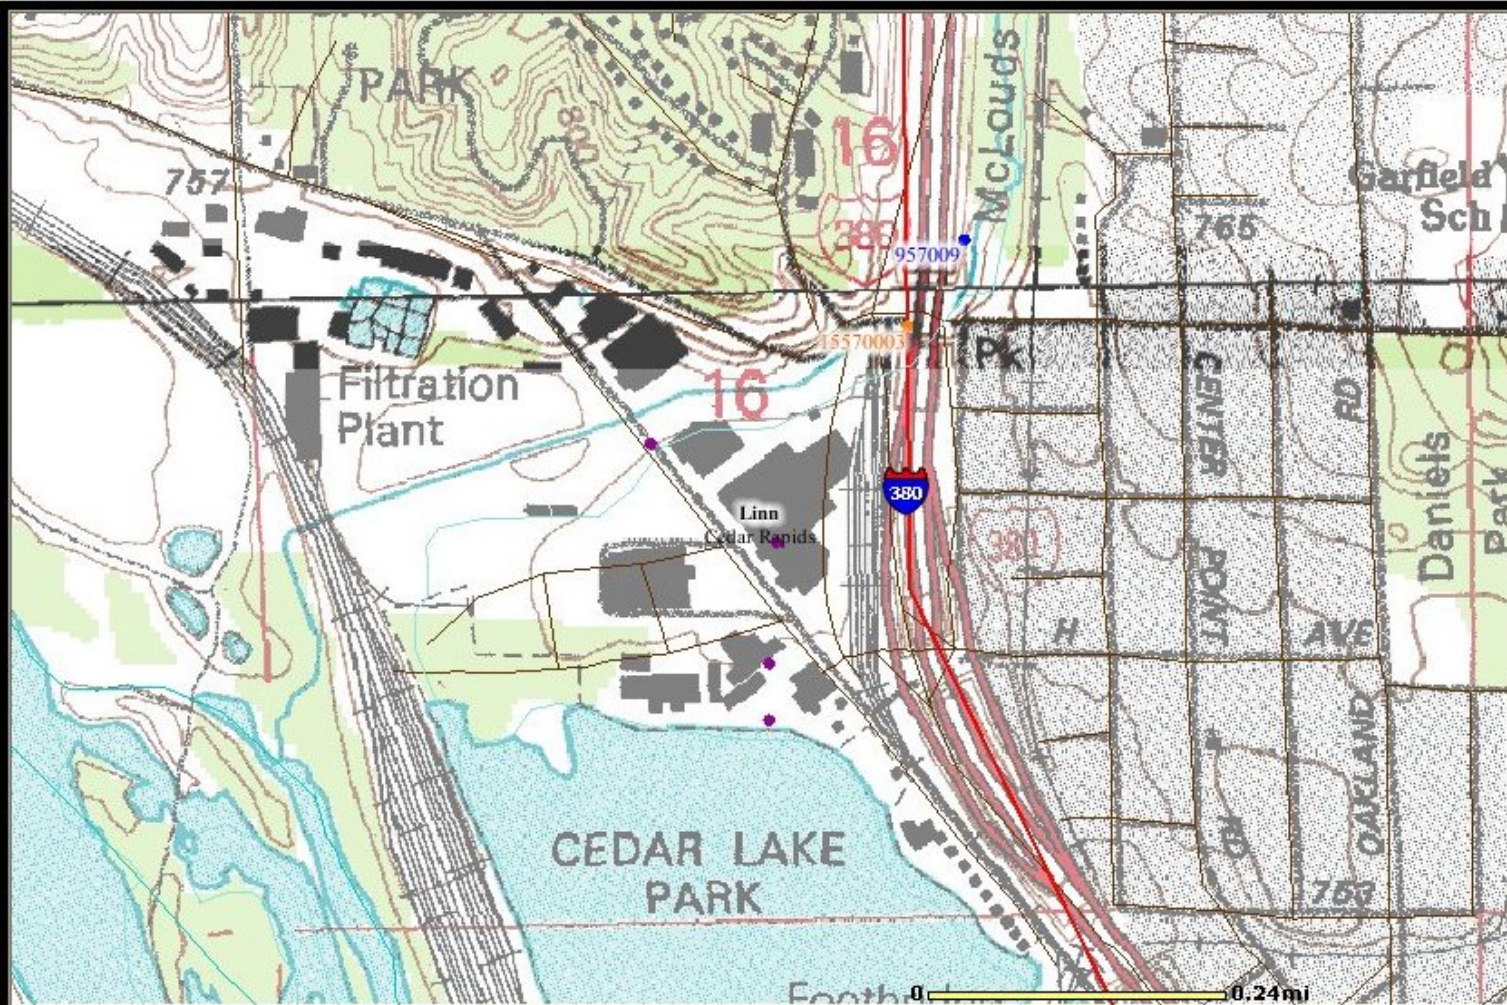 PARK
800
16
McLouds
757
Garfield
Sch
765
380
957009
15570003
Pk
Filtration
Plant
16
CENTER
RD
Daniels
Park
380
Linn
Cedar Rapids
380
POINT
H AVE
OAKLAND
RD
CEDAR LAKE
PARK
753
0 0.24mi